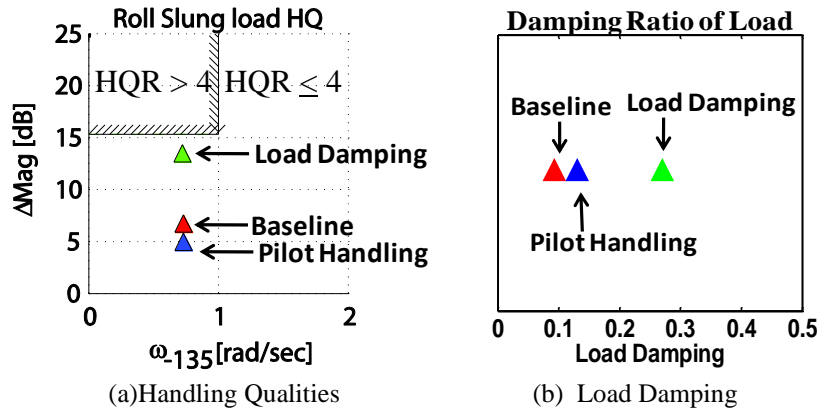 Roll Slung load HQ
25
20
15
10
5
0
ΔMag [dB]
HQR > 4
HQR ≤ 4
Load Damping
Baseline
Pilot Handling
0
1
2
ω-135[rad/sec]
(a)Handling Qualities
Damping Ratio of Load
Baseline
Load Damping
Pilot Handling
0
0.1
0.2
0.3
0.4
0.5
Load Damping
(b) Load Damping